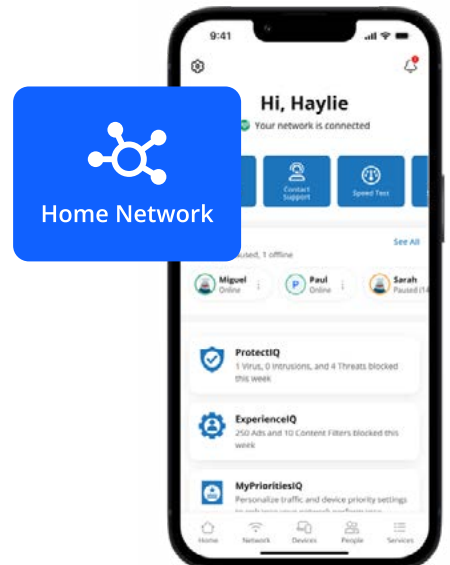 9:41
Hi, Haylie
Your network is connected
Home Network
Contact
Support
Speed Test
See All
1 offline
Miguel
Online
P
Paul
Online
Sarah
Paused (14
ProtectIQ
1 Virus, 0 Intrusions, and 4 Threats blocked
this week
ExperienceIQ
250 Ads and 10 Content Filters blocked this
week
MyPrioritiesIQ
Personalize traffic and device priority settings
Home
Network
Devices
People
Services